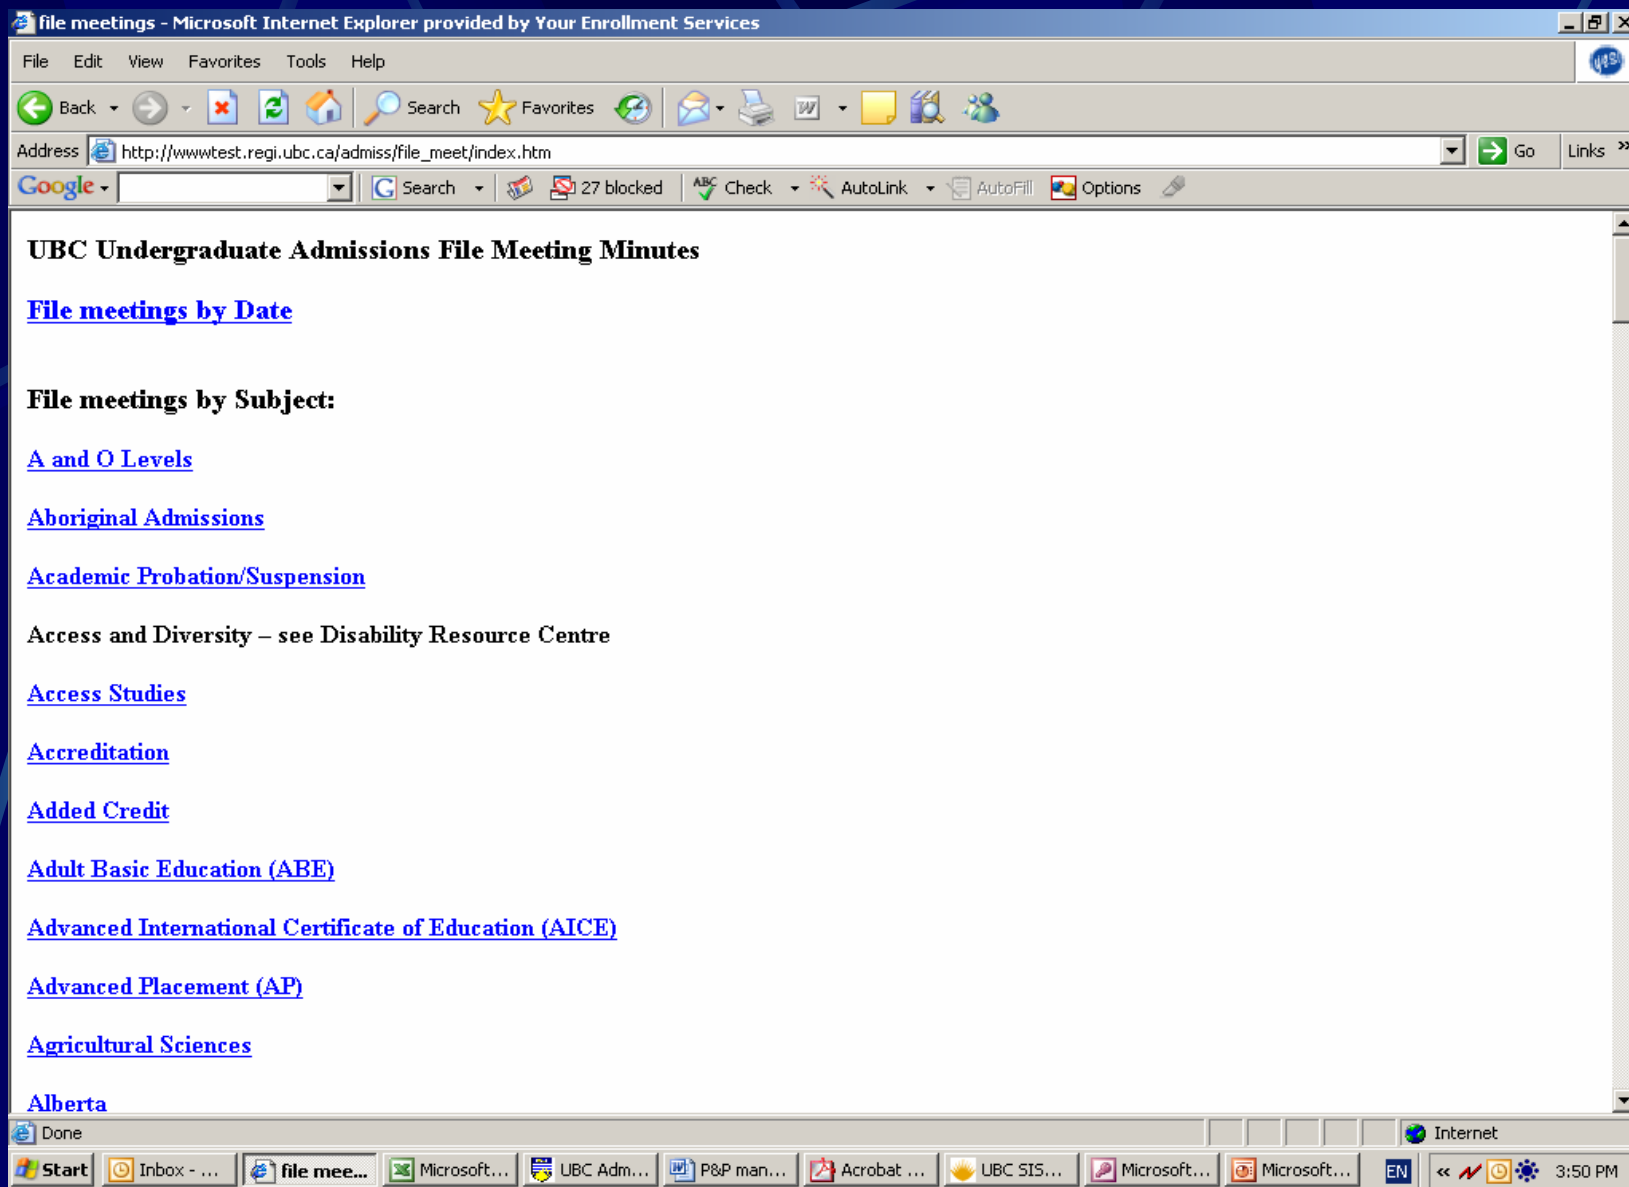 file meetings - Microsoft Internet Explorer provided by Your Enrollment Services
File Edit View Favorites Tools Help
Back Search Favorites
Address http://wwwtest.regi.ubc.ca/admiss/file_meet/index.htm Go Links »
Google Search 27 blocked ABC Check AutoLink AutoFill Options
UBC Undergraduate Admissions File Meeting Minutes
File meetings by Date
File meetings by Subject:
A and O Levels
Aboriginal Admissions
Academic Probation/Suspension
Access and Diversity – see Disability Resource Centre
Access Studies
Accreditation
Added Credit
Adult Basic Education (ABE)
Advanced International Certificate of Education (AICE)
Advanced Placement (AP)
Agricultural Sciences
Alberta
Done Internet
Start Inbox - ... file mee... Microsoft... UBC Adm... P&P man... Acrobat ... UBC SIS... Microsoft... Microsoft... EN « 3:50 PM